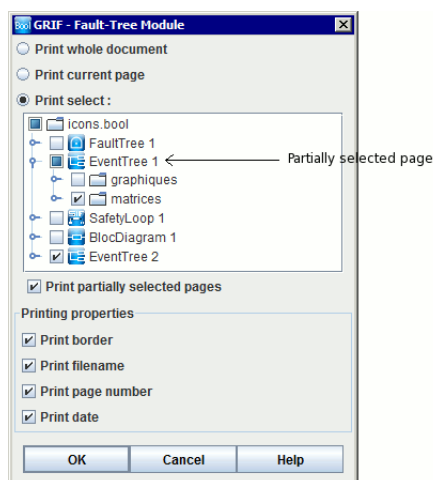 Bool GRIF - Fault-Tree Module
Print whole document
Print current page
Print select :
icons.bool
FaultTree 1
EventTree 1
Partially selected page
graphiques
matrices
SafetyLoop 1
BlocDiagram 1
EventTree 2
Print partially selected pages
Printing properties
Print border
Print filename
Print page number
Print date
OK Cancel Help